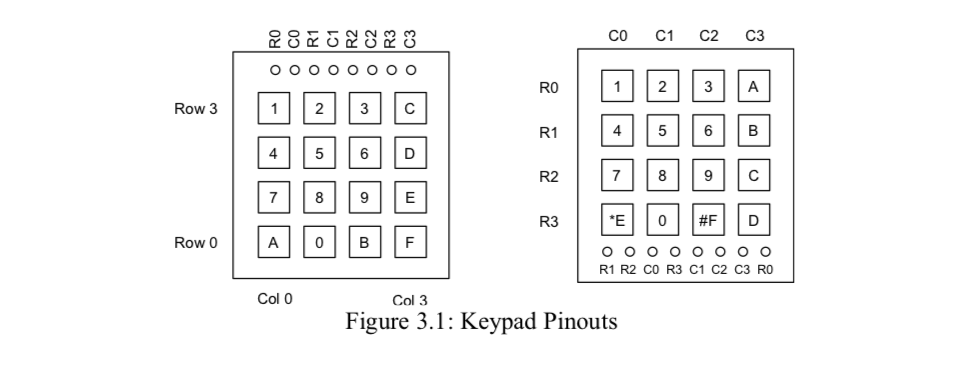 R0 C0 R1 C1 R2 C2 R3 C3
Row 3
1 2 3 C
4 5 6 D
7 8 9 E
Row 0
A 0 B F
Col 0 Col 3
C0 C1 C2 C3
R0 1 2 3 A
R1 4 5 6 B
R2 7 8 9 C
R3 *E 0 #F D
R1 R2 C0 R3 C1 C2 C3 R0
Figure 3.1: Keypad Pinouts